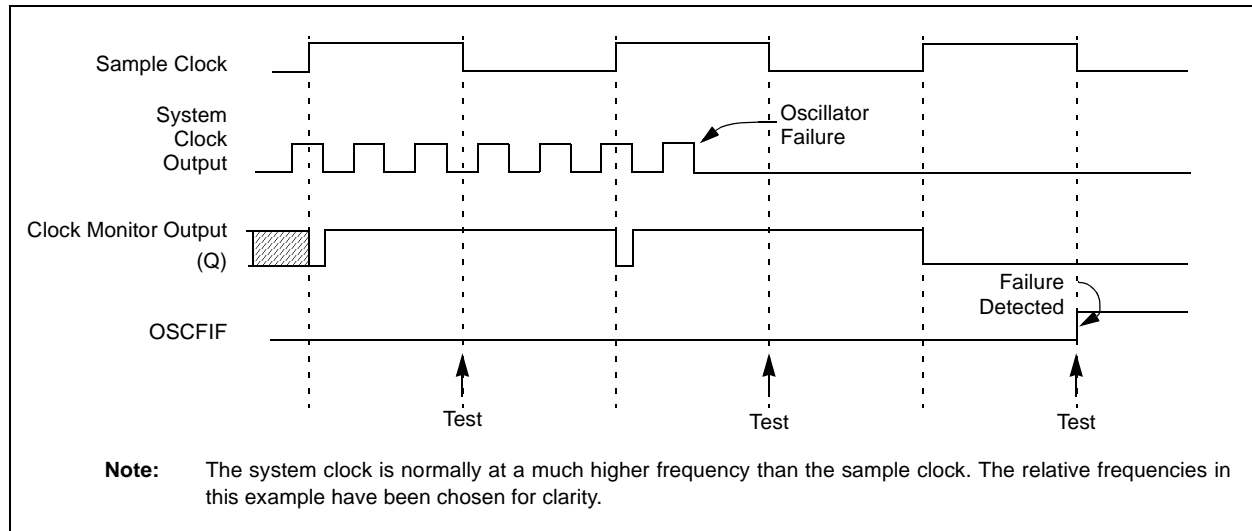 Sample Clock
System
Clock
Output
Oscillator
Failure
Clock Monitor Output
(Q)
Failure
Detected
OSCFIF
Test
Test
Test
Note: The system clock is normally at a much higher frequency than the sample clock. The relative frequencies in
this example have been chosen for clarity.